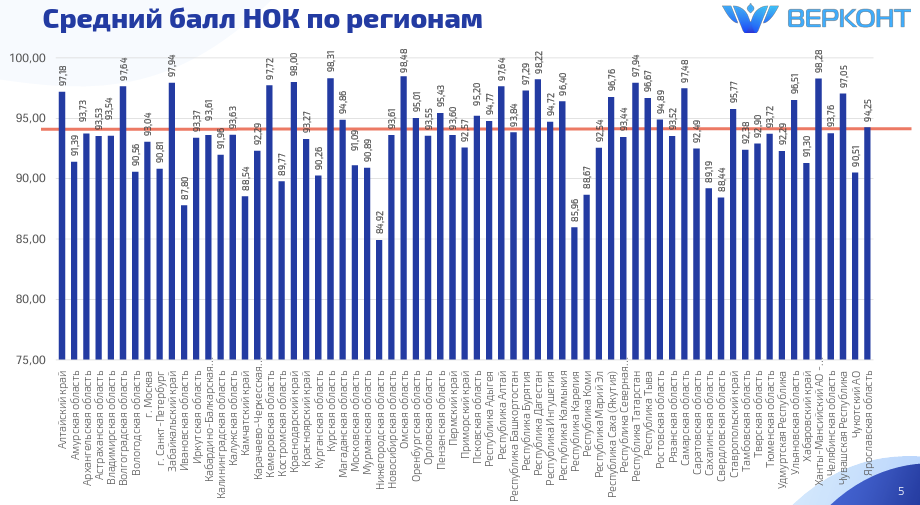 Средний балл НОК по регионам
ВЕРКОНТ
100,00
95,00
90,00
85,00
80,00
75,00
97,18
91,39
93,73
93,53
93,54
97,64
90,56
93,04
90,81
97,94
87,80
93,37
93,61
91,96
93,63
88,54
92,29
97,72
89,77
98,00
93,27
90,26
98,31
94,86
91,09
90,89
84,92
93,61
98,48
95,01
93,55
95,43
93,60
92,57
95,20
94,77
97,64
93,84
97,29
98,22
94,72
96,40
85,96
88,67
92,54
96,76
93,44
97,94
96,67
94,89
93,52
97,48
92,49
89,19
88,44
95,77
92,38
92,90
93,72
92,29
96,51
91,30
98,28
93,76
97,05
90,51
94,25
Алтайский край
Амурская область
Архангельская область
Астраханская область
Владимирская область
Волгоградская область
Вологодская область
г. Москва
г. Санкт-Петербург
Забайкальский край
Ивановская область
Иркутская область
Кабардино-Балкарская…
Калининградская область
Калужская область
Камчатский край
Карачаево-Черкесская…
Кемеровская область
Костромская область
Краснодарский край
Красноярский край
Курганская область
Курская область
Магаданская область
Московская область
Мурманская область
Нижегородская область
Новосибирская область
Омская область
Оренбургская область
Орловская область
Пензенская область
Пермский край
Приморский край
Псковская область
Республика Адыгея
Республика Алтай
Республика Башкортостан
Республика Бурятия
Республика Дагестан
Республика Ингушетия
Республика Калмыкия
Республика Карелия
Республика Коми
Республика Марий Эл
Республика Саха (Якутия)
Республика Северная…
Республика Татарстан
Республика Тыва
Ростовская область
Рязанская область
Самарская область
Саратовская область
Сахалинская область
Свердловская область
Ставропольский край
Тамбовская область
Тверская область
Тюменская область
Удмуртская Республика
Ульяновская область
Хабаровский край
Ханты-Мансийский АО -…
Челябинская область
Чувашская Республика
Чукотский АО
Ярославская область
5